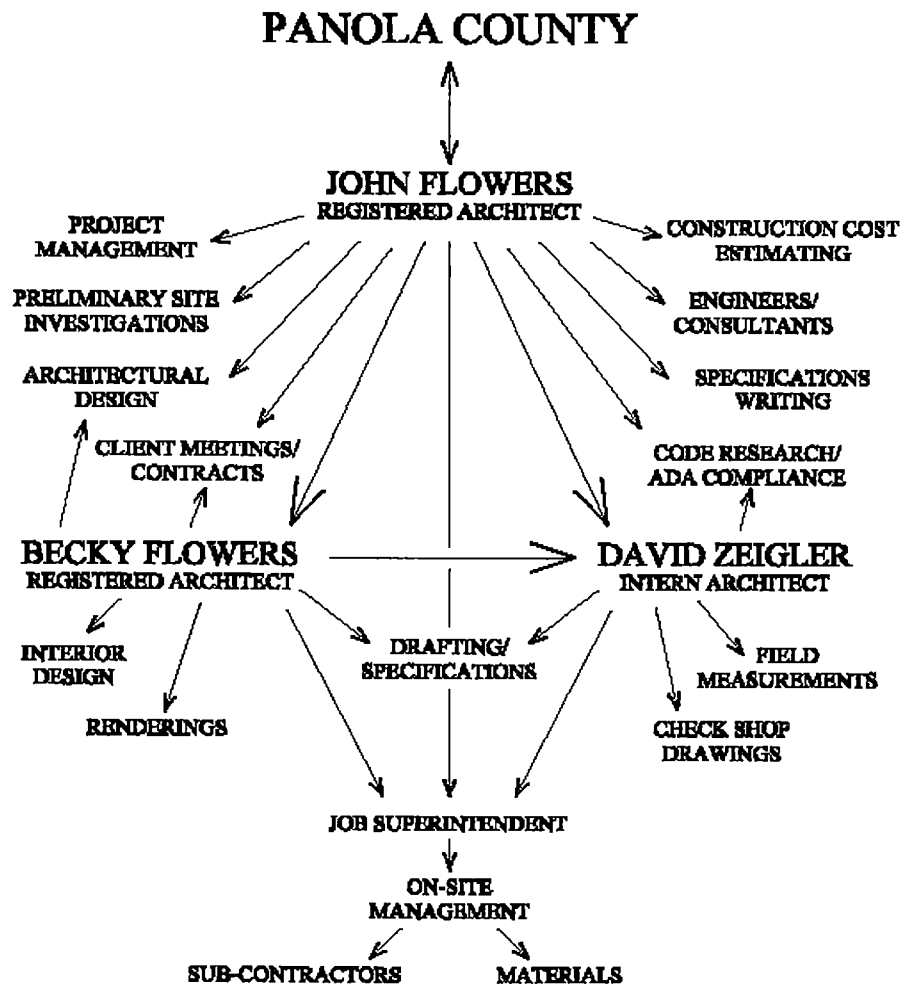 PANOLA COUNTY
JOHN FLOWERS
REGISTERED ARCHITECT
PROJECT
MANAGEMENT
CONSTRUCTION COST
ESTIMATING
PRELIMINARY SITE
INVESTIGATIONS
ENGINEERS/
CONSULTANTS
ARCHITECTURAL
DESIGN
SPECIFICATIONS
WRITING
CLIENT MEETINGS/
CONTRACTS
CODE RESEARCH/
ADA COMPLIANCE
BECKY FLOWERS
REGISTERED ARCHITECT
DAVID ZEIGLER
INTERN ARCHITECT
INTERIOR
DESIGN
DRAFTING/
SPECIFICATIONS
FIELD
MEASUREMENTS
RENDERINGS
CHECK SHOP
DRAWINGS
JOB SUPERINTENDENT
ON-SITE
MANAGEMENT
SUB-CONTRACTORS
MATERIALS